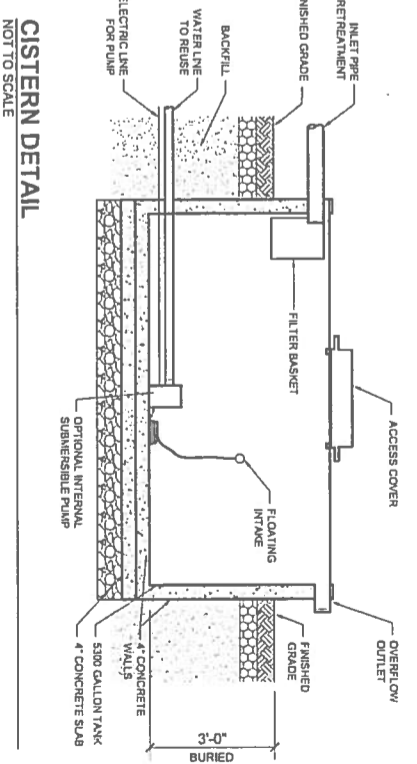 INLET PIPE
RETREATMENT
NISHED GRADE
BACKFILL
WATER LINE
TO REUSE
ELECTRIC LINE
FOR PUMP
ACCESS COVER
FILTER BASKET
OVERFLOW
OUTLET
FLOATING
INTAKE
FINISHED
GRADE
OPTIONAL INTERNAL
SUBMERSIBLE PUMP
4" CONCRETE
WALLS
5300 GALLON TANK
4" CONCRETE SLAB
3'-0"
BURIED
CISTERN DETAIL
NOT TO SCALE